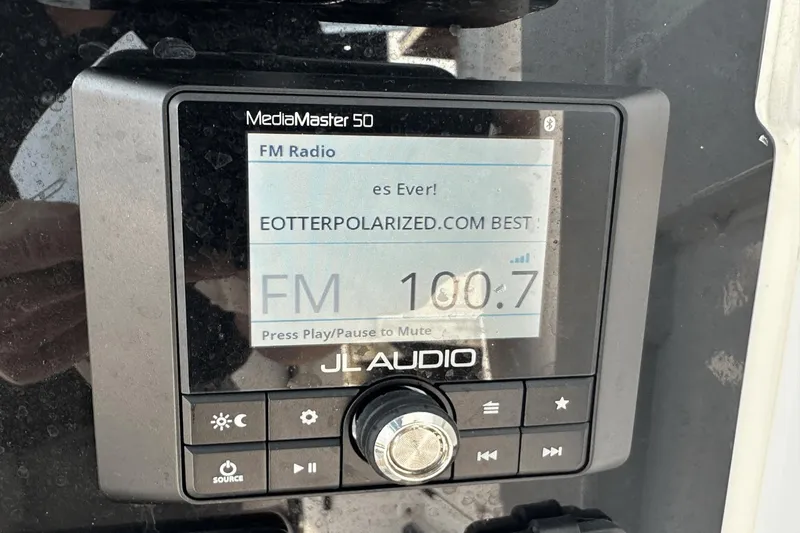 MediaMaster 50
FM Radio
es Ever!
EOTTERPOLARIZED.COM BEST
FM 100.7
Press Play/Pause to Mute
JL AUDIO
SOURCE